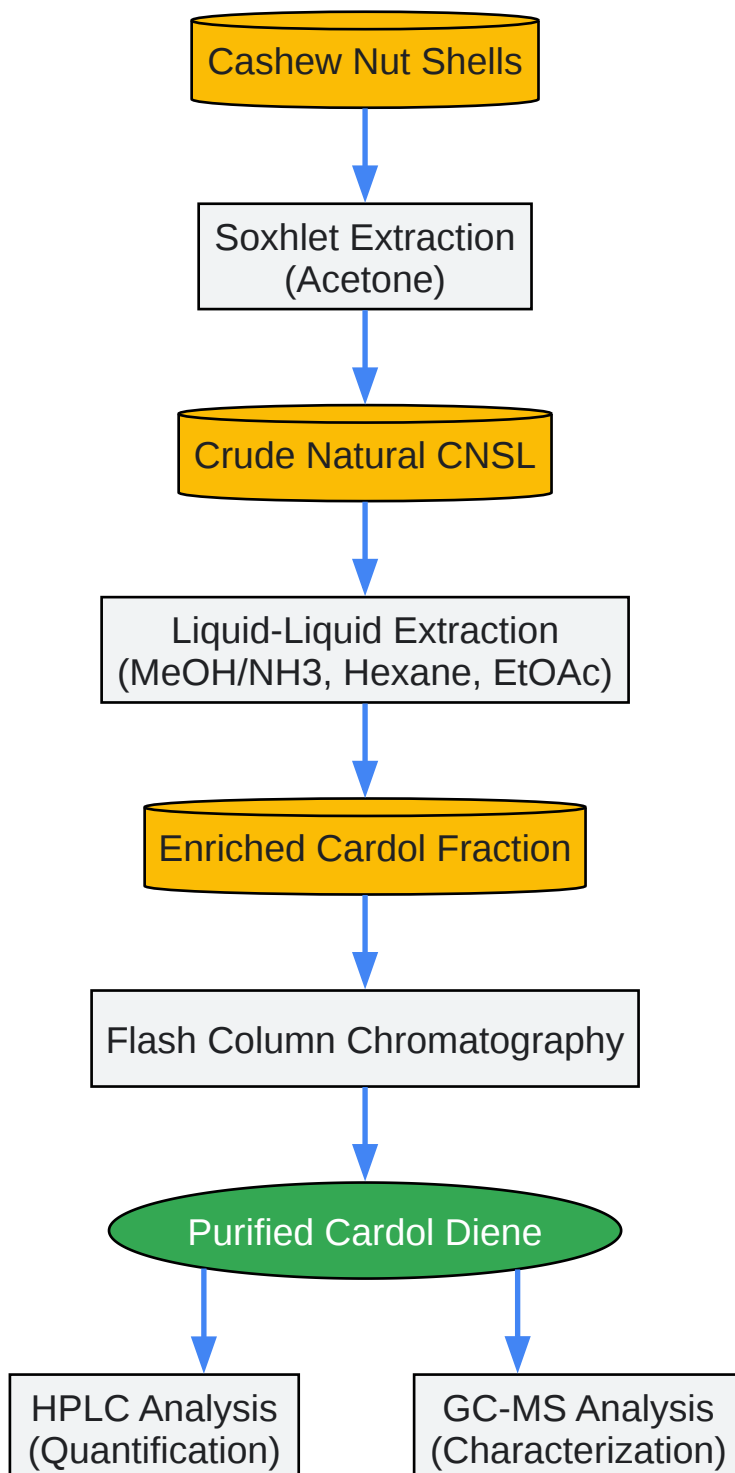 Cashew Nut Shells
Soxhlet Extraction
(Acetone)
Crude Natural CNSL
Liquid-Liquid Extraction
(MeOH/NH3, Hexane, EtOAc)
Enriched Cardol Fraction
Flash Column Chromatography
Purified Cardol Diene
HPLC Analysis
(Quantification)
GC-MS Analysis
(Characterization)